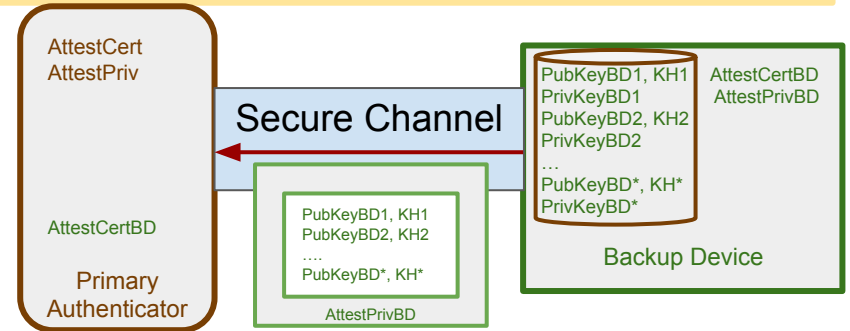 AttestCert
AttestPriv
AttestCertBD
Primary
Authenticator
Secure Channel
PubKeyBD1, KH1
PubKeyBD2, KH2
....
PubKeyBD*, KH*
AttestPrivBD
PubKeyBD1, KH1
PrivKeyBD1
PubKeyBD2, KH2
PrivKeyBD2
...
PubKeyBD*, KH*
PrivKeyBD*
AttestCertBD
AttestPrivBD
Backup Device